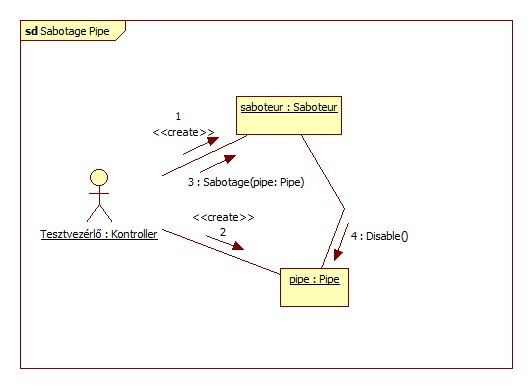 sd Sabotage Pipe
saboteur : Saboteur
1
<<create>>
3 : Sabotage(pipe: Pipe)
Tesztvezérlő : Kontroller
<<create>>
2
4 : Disable()
pipe : Pipe